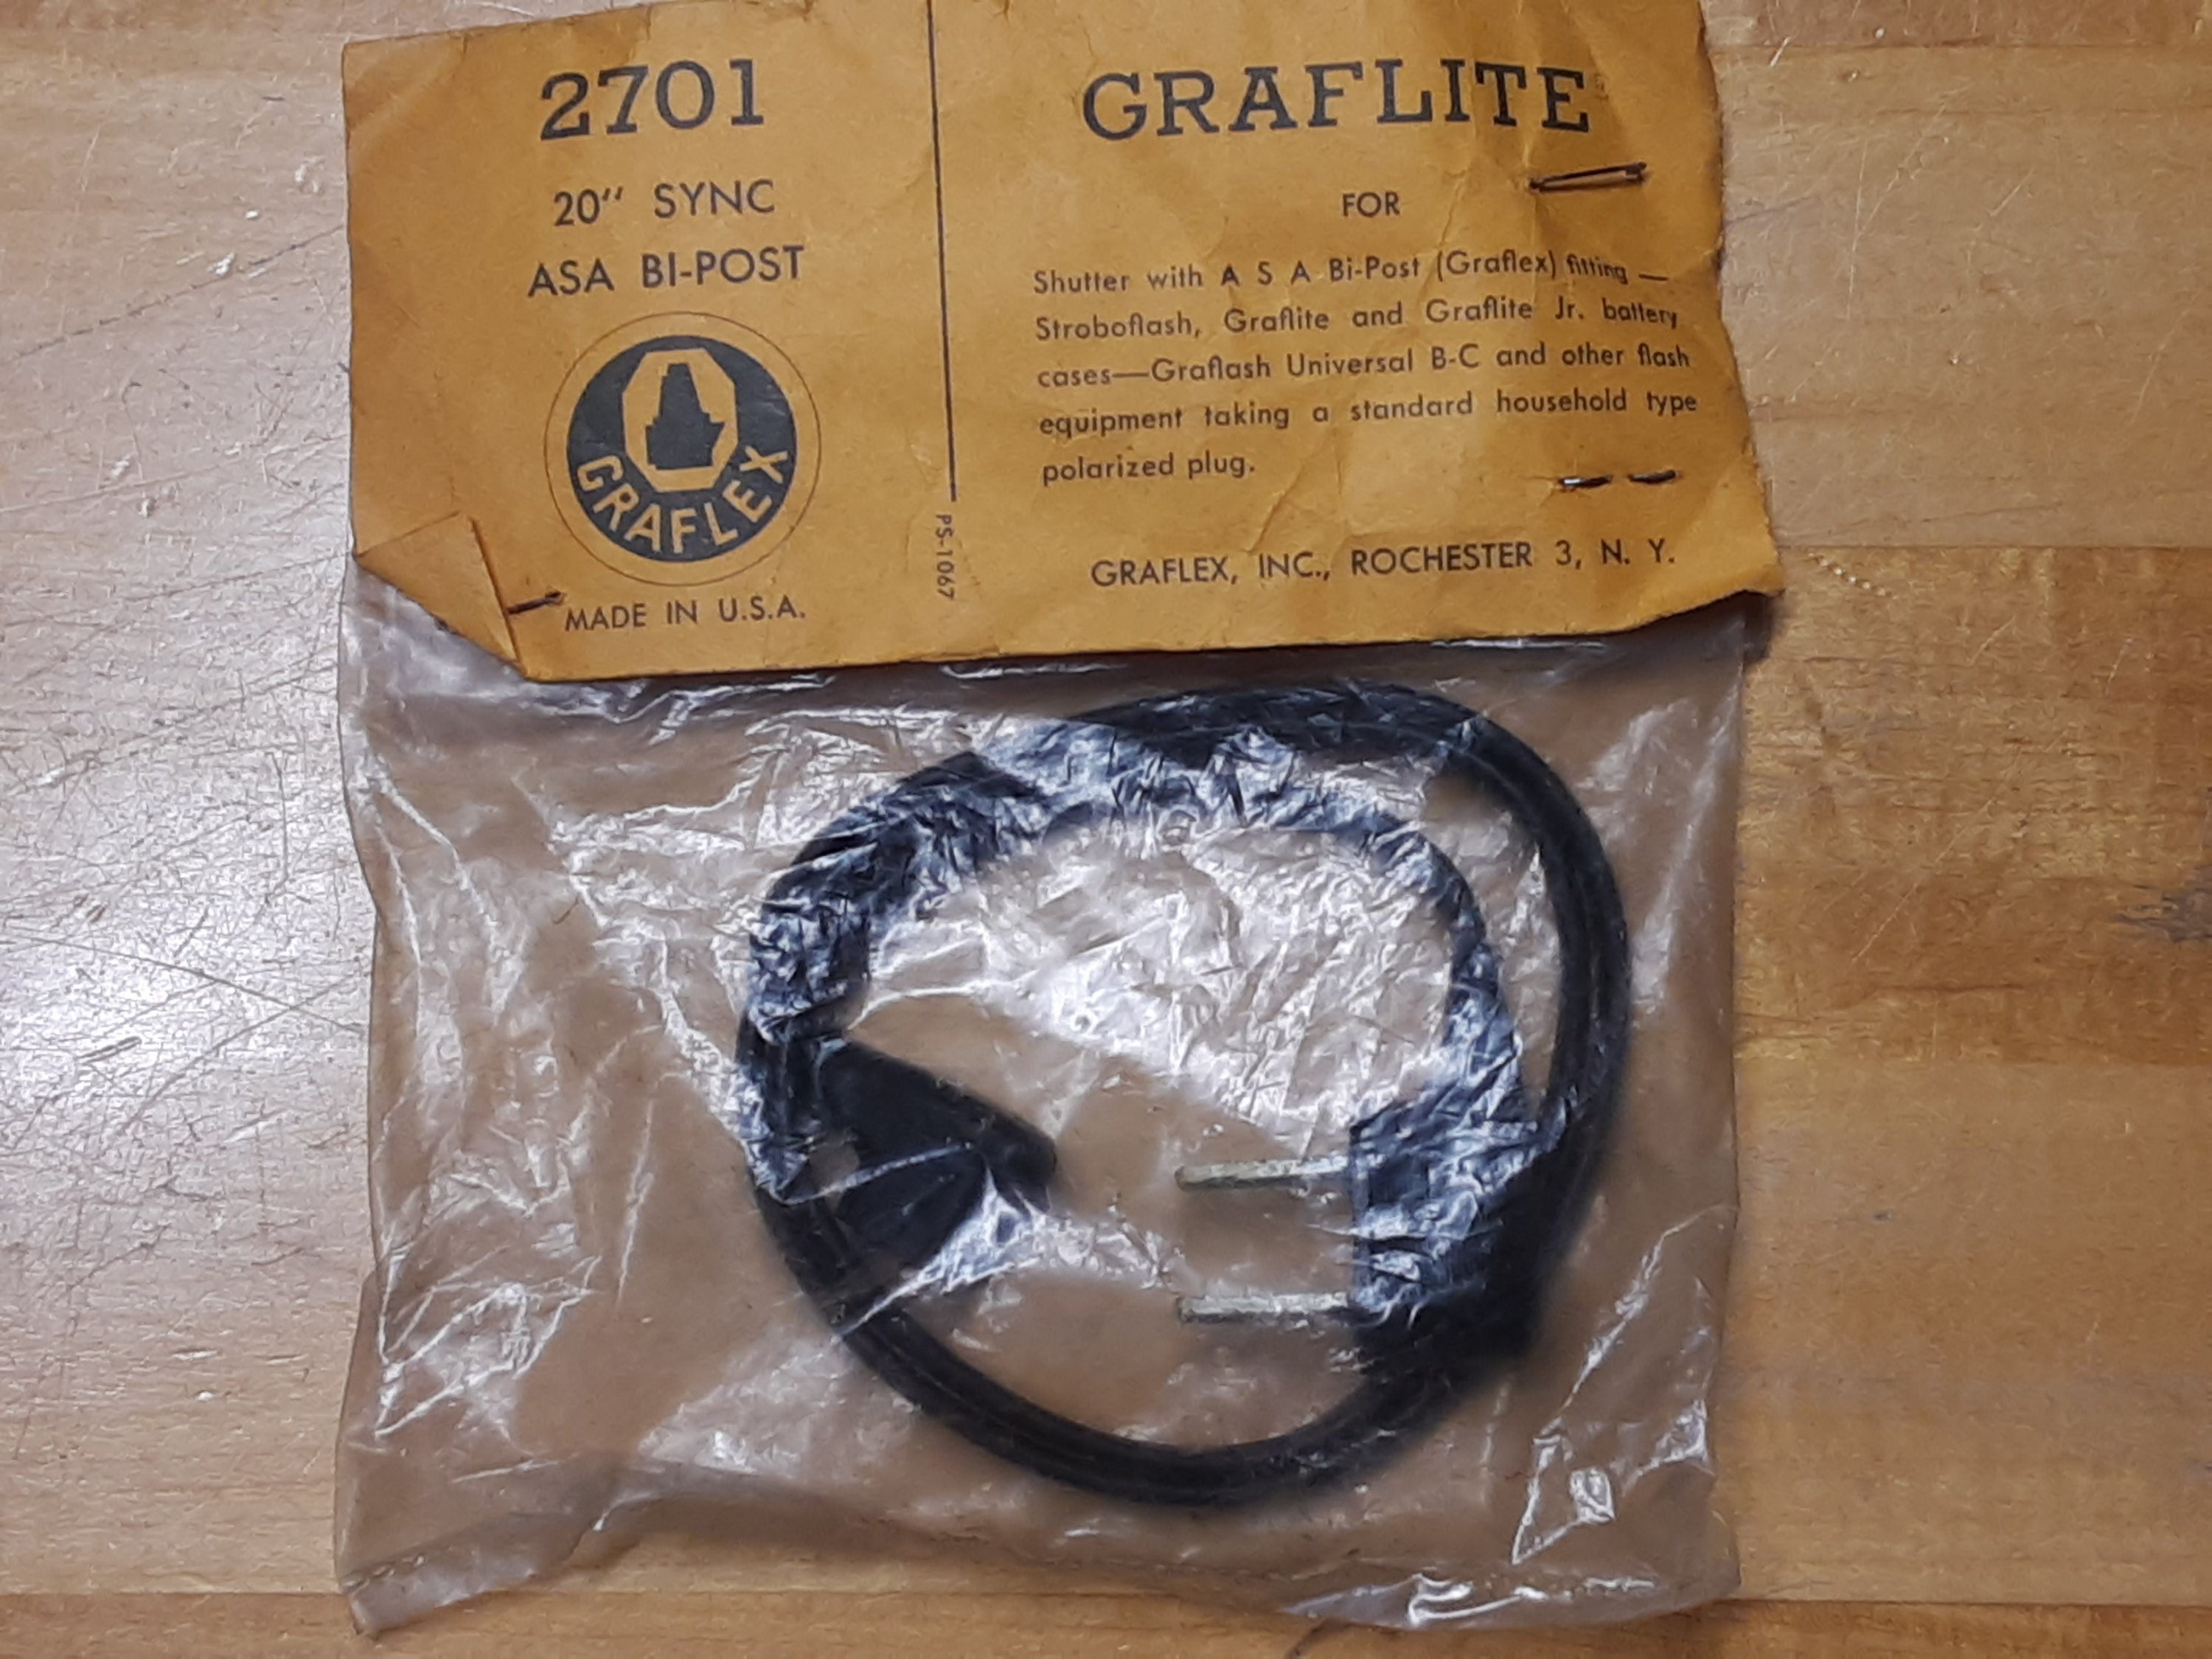 2701
20" SYNC
ASA BI-POST
GRAFLEX
MADE IN U.S.A.
PS-1067
GRAFLITE
FOR
Shutter with A S A Bi-Post (Graflex) fitting —
Stroboflash, Graflite and Graflite Jr. battery
cases—Graflash Universal B-C and other flash
equipment taking a standard household type
polarized plug.
GRAFLEX, INC., ROCHESTER 3, N. Y.